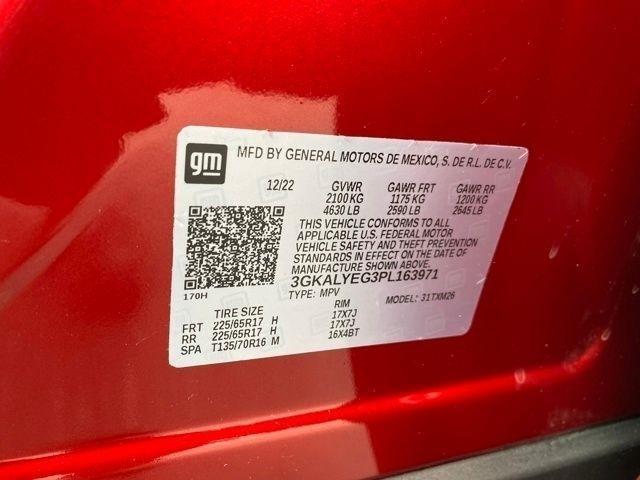 gm MFD BY GENERAL MOTORS DE MEXICO, S. DE R.L. DE C.V.
12/22 GVWR GAWR FRT GAWR RR
2100 KG 1175 KG 1200 KG
4630 LB 2590 LB 2645 LB
THIS VEHICLE CONFORMS TO ALL
APPLICABLE U.S. FEDERAL MOTOR
VEHICLE SAFETY AND THEFT PREVENTION
STANDARDS IN EFFECT ON THE DATE OF
MANUFACTURE SHOWN ABOVE.
3GKALYEG3PL163971
170H TYPE: MPV MODEL: 31TXM26
TIRE SIZE RIM
FRT 225/65R17 H 17X7J
RR 225/65R17 H 17X7J
SPA T135/70R16 M 16X4BT